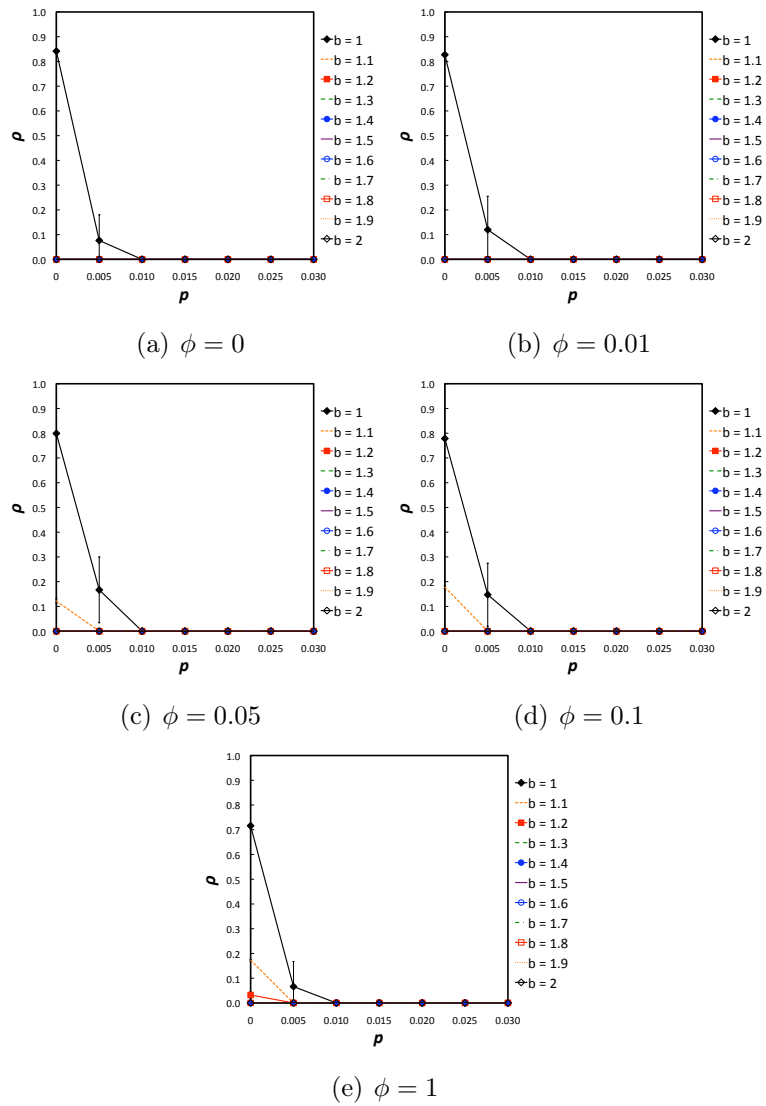 1.0
0.9
0.8
0.7
0.6
0.5
0.4
0.3
0.2
0.1
0.0
ρ
0 0.005 0.010 0.015 0.020 0.025 0.030
p
b = 1
b = 1.1
b = 1.2
b = 1.3
b = 1.4
b = 1.5
b = 1.6
b = 1.7
b = 1.8
b = 1.9
b = 2
(a) ϕ = 0
1.0
0.9
0.8
0.7
0.6
0.5
0.4
0.3
0.2
0.1
0.0
ρ
0 0.005 0.010 0.015 0.020 0.025 0.030
p
b = 1
b = 1.1
b = 1.2
b = 1.3
b = 1.4
b = 1.5
b = 1.6
b = 1.7
b = 1.8
b = 1.9
b = 2
(b) ϕ = 0.01
1.0
0.9
0.8
0.7
0.6
0.5
0.4
0.3
0.2
0.1
0.0
ρ
0 0.005 0.010 0.015 0.020 0.025 0.030
p
b = 1
b = 1.1
b = 1.2
b = 1.3
b = 1.4
b = 1.5
b = 1.6
b = 1.7
b = 1.8
b = 1.9
b = 2
(c) ϕ = 0.05
1.0
0.9
0.8
0.7
0.6
0.5
0.4
0.3
0.2
0.1
0.0
ρ
0 0.005 0.010 0.015 0.020 0.025 0.030
p
b = 1
b = 1.1
b = 1.2
b = 1.3
b = 1.4
b = 1.5
b = 1.6
b = 1.7
b = 1.8
b = 1.9
b = 2
(d) ϕ = 0.1
1.0
0.9
0.8
0.7
0.6
0.5
0.4
0.3
0.2
0.1
0.0
ρ
0 0.005 0.010 0.015 0.020 0.025 0.030
p
b = 1
b = 1.1
b = 1.2
b = 1.3
b = 1.4
b = 1.5
b = 1.6
b = 1.7
b = 1.8
b = 1.9
b = 2
(e) ϕ = 1